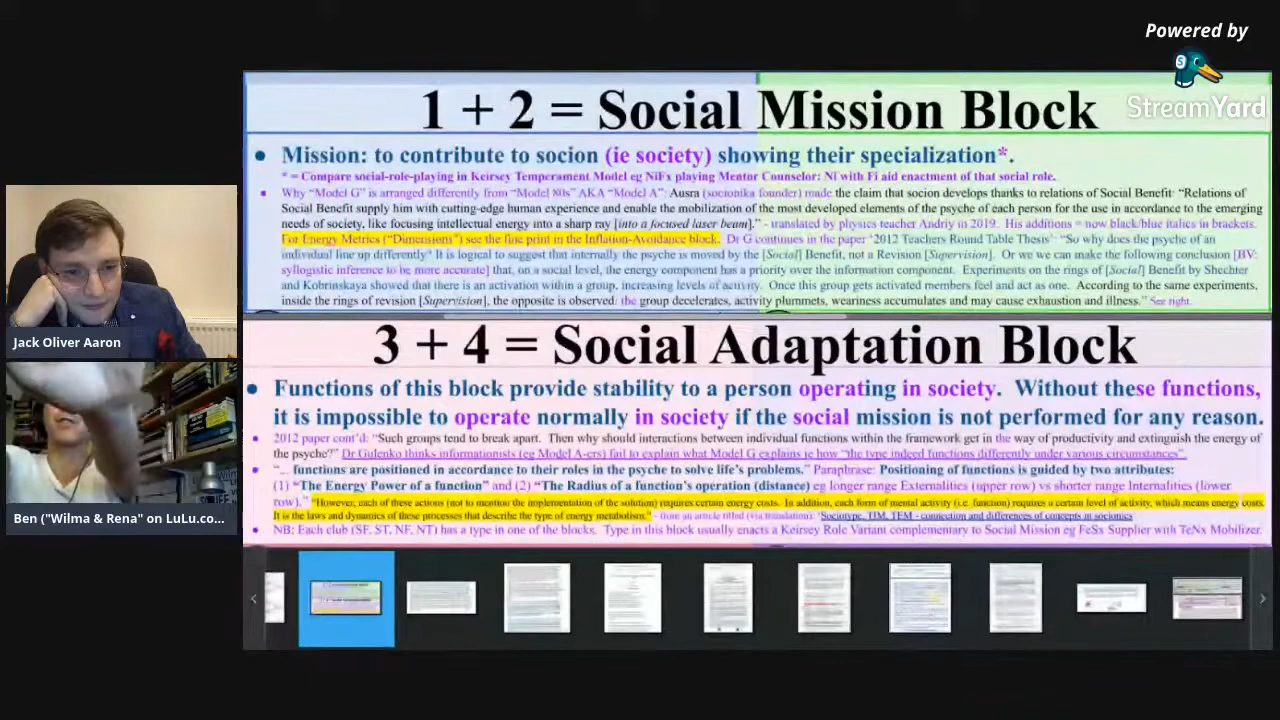 Powered by
StreamYard
1 + 2 = Social Mission Block
Mission: to contribute to socion (ie society) showing their specialization*.
* = Compare social-role-playing in Keirsey Temperament Model eg NiFx playing Mentor Counselor: Ni with Fi aid enactment of that social role.
Why “Model G” is arranged differently from “Model 80s” AKA “Model A”: Ausra (socionika founder) made the claim that socion develops thanks to relations of Social Benefit: “Relations of
Social Benefit supply him with cutting-edge human experience and enable the mobilization of the most developed elements of the psyche of each person for the use in accordance to the emerging
needs of society, like focusing intellectual energy into a sharp ray [into a focused laser beam].” - translated by physics teacher Andriy in 2019. His additions = now black/blue italics in brackets.
For Energy Metrics (“Dimensions”) see the fine print in the Inflation-Avoidance block. Dr G continues in the paper ‘2012 Teachers Round Table Thesis’: “So why does the psyche of an
individual line up differently? It is logical to suggest that internally the psyche is moved by the [Social] Benefit, not a Revision [Supervision]. Or we we can make the following conclusion [BV:
syllogistic inference to be more accurate] that, on a social level, the energy component has a priority over the information component. Experiments on the rings of [Social] Benefit by Shechter
and Kobrinskaya showed that there is an activation within a group, increasing levels of activity. Once this group gets activated members feel and act as one. According to the same experiments,
inside the rings of revision [Supervision], the opposite is observed: the group decelerates, activity plummets, weariness accumulates and may cause exhaustion and illness.” See right.
3 + 4 = Social Adaptation Block
Functions of this block provide stability to a person operating in society. Without these functions,
it is impossible to operate normally in society if the social mission is not performed for any reason.
2012 paper cont'd: “Such groups tend to break apart. Then why should interactions between individual functions within the framework get in the way of productivity and extinguish the energy of
the psyche?” Dr Gulenko thinks informationists (eg Model A-ers) fail to explain what Model G explains ie how “the type indeed functions differently under various circumstances”.
“... functions are positioned in accordance to their roles in the psyche to solve life’s problems.” Paraphrase: Positioning of functions is guided by two attributes:
(1) “The Energy Power of a function” and (2) “The Radius of a function’s operation (distance) eg longer range Externalities (upper row) vs shorter range Internalities (lower
row).” “However, each of these actions (not to mention the implementation of the solution) requires certain energy costs. In addition, each form of mental activity (i.e. function) requires a certain level of activity, which means energy costs.
It is the laws and dynamics of these processes that describe the type of energy metabolism.” - from an article titled (via translation): ‘Sociotype, TIM, TEM - connection and differences of concepts in socionics
NB: Each club (SF, ST, NF, NT) has a type in one of the blocks. Type in this block usually enacts a Keirsey Role Variant complementary to Social Mission eg FeSx Supplier with TeNx Mobilizer.
Jack Oliver Aaron
Ben ("Wilma & Rena" on LuLu.co...